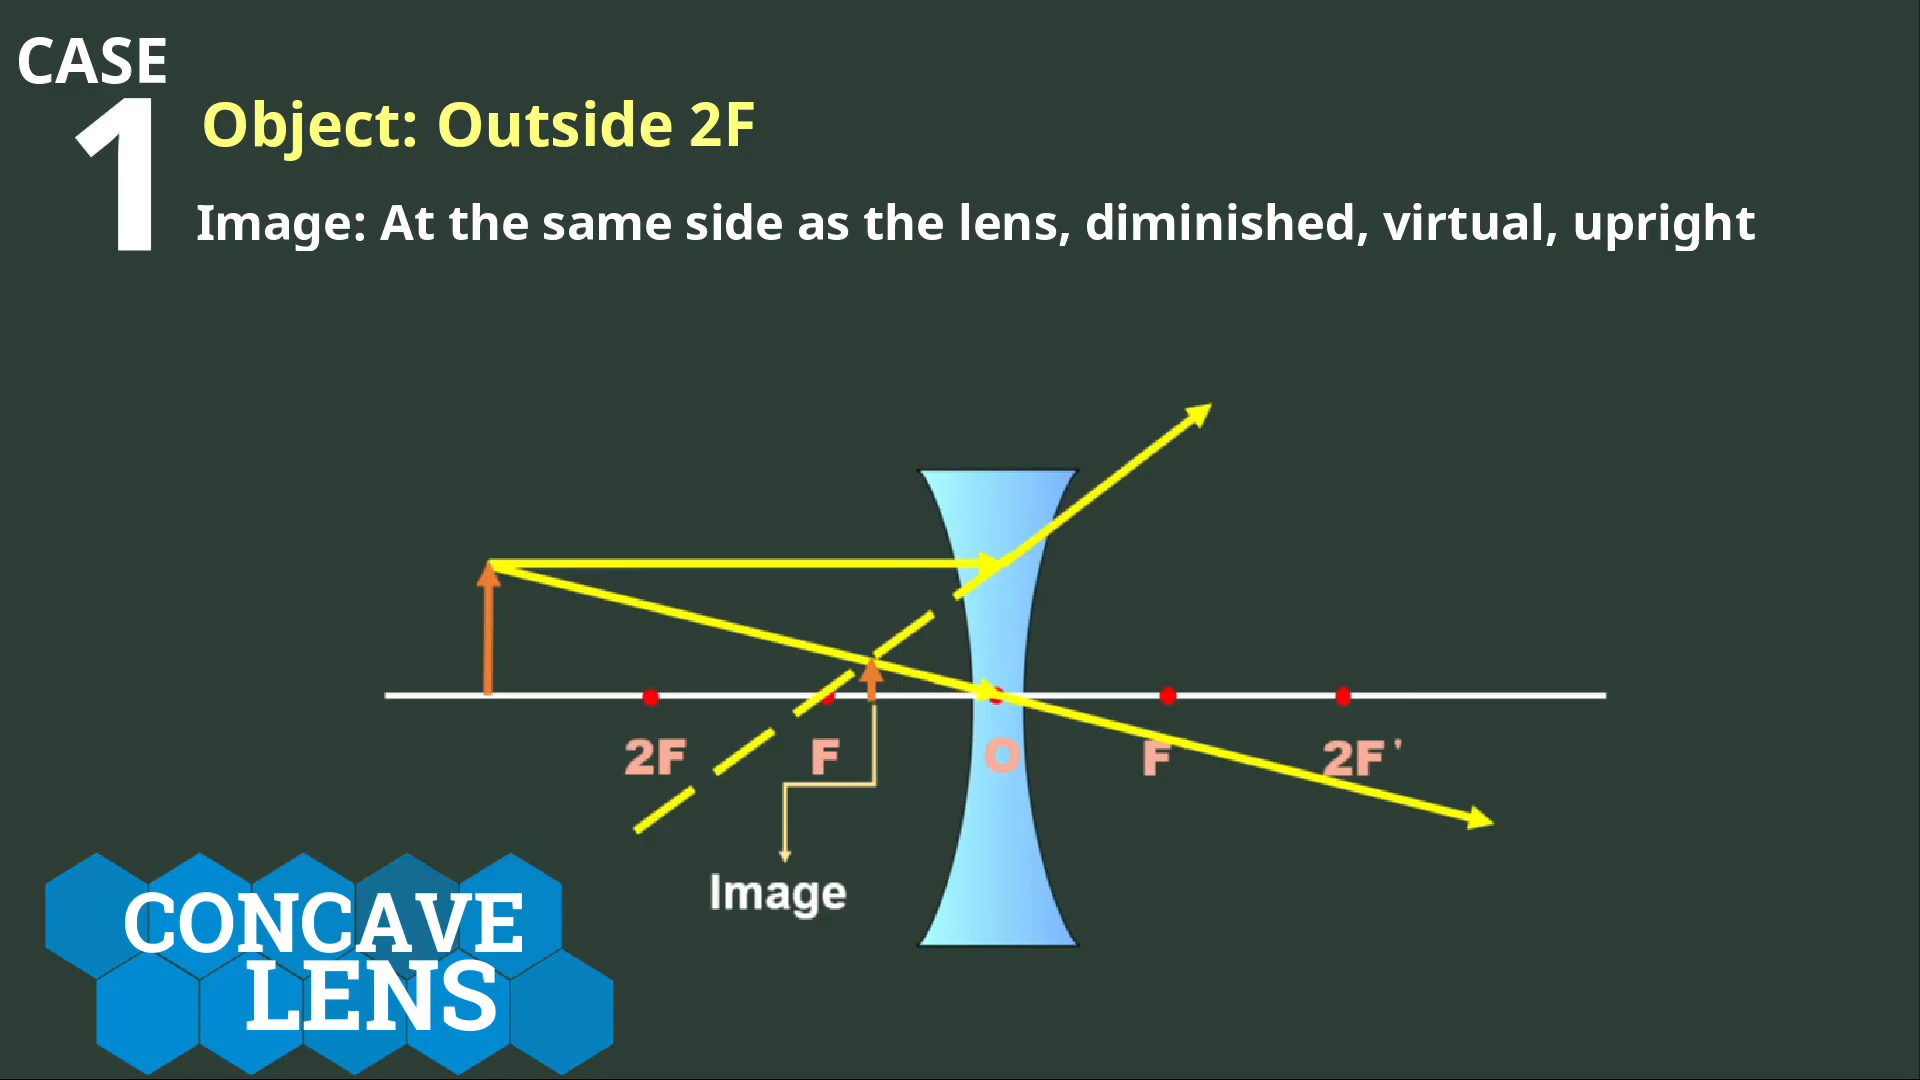 CASE
1
Object: Outside 2F
Image: At the same side as the lens, diminished, virtual, upright
2F F O F 2F'
Image
CONCAVE
LENS